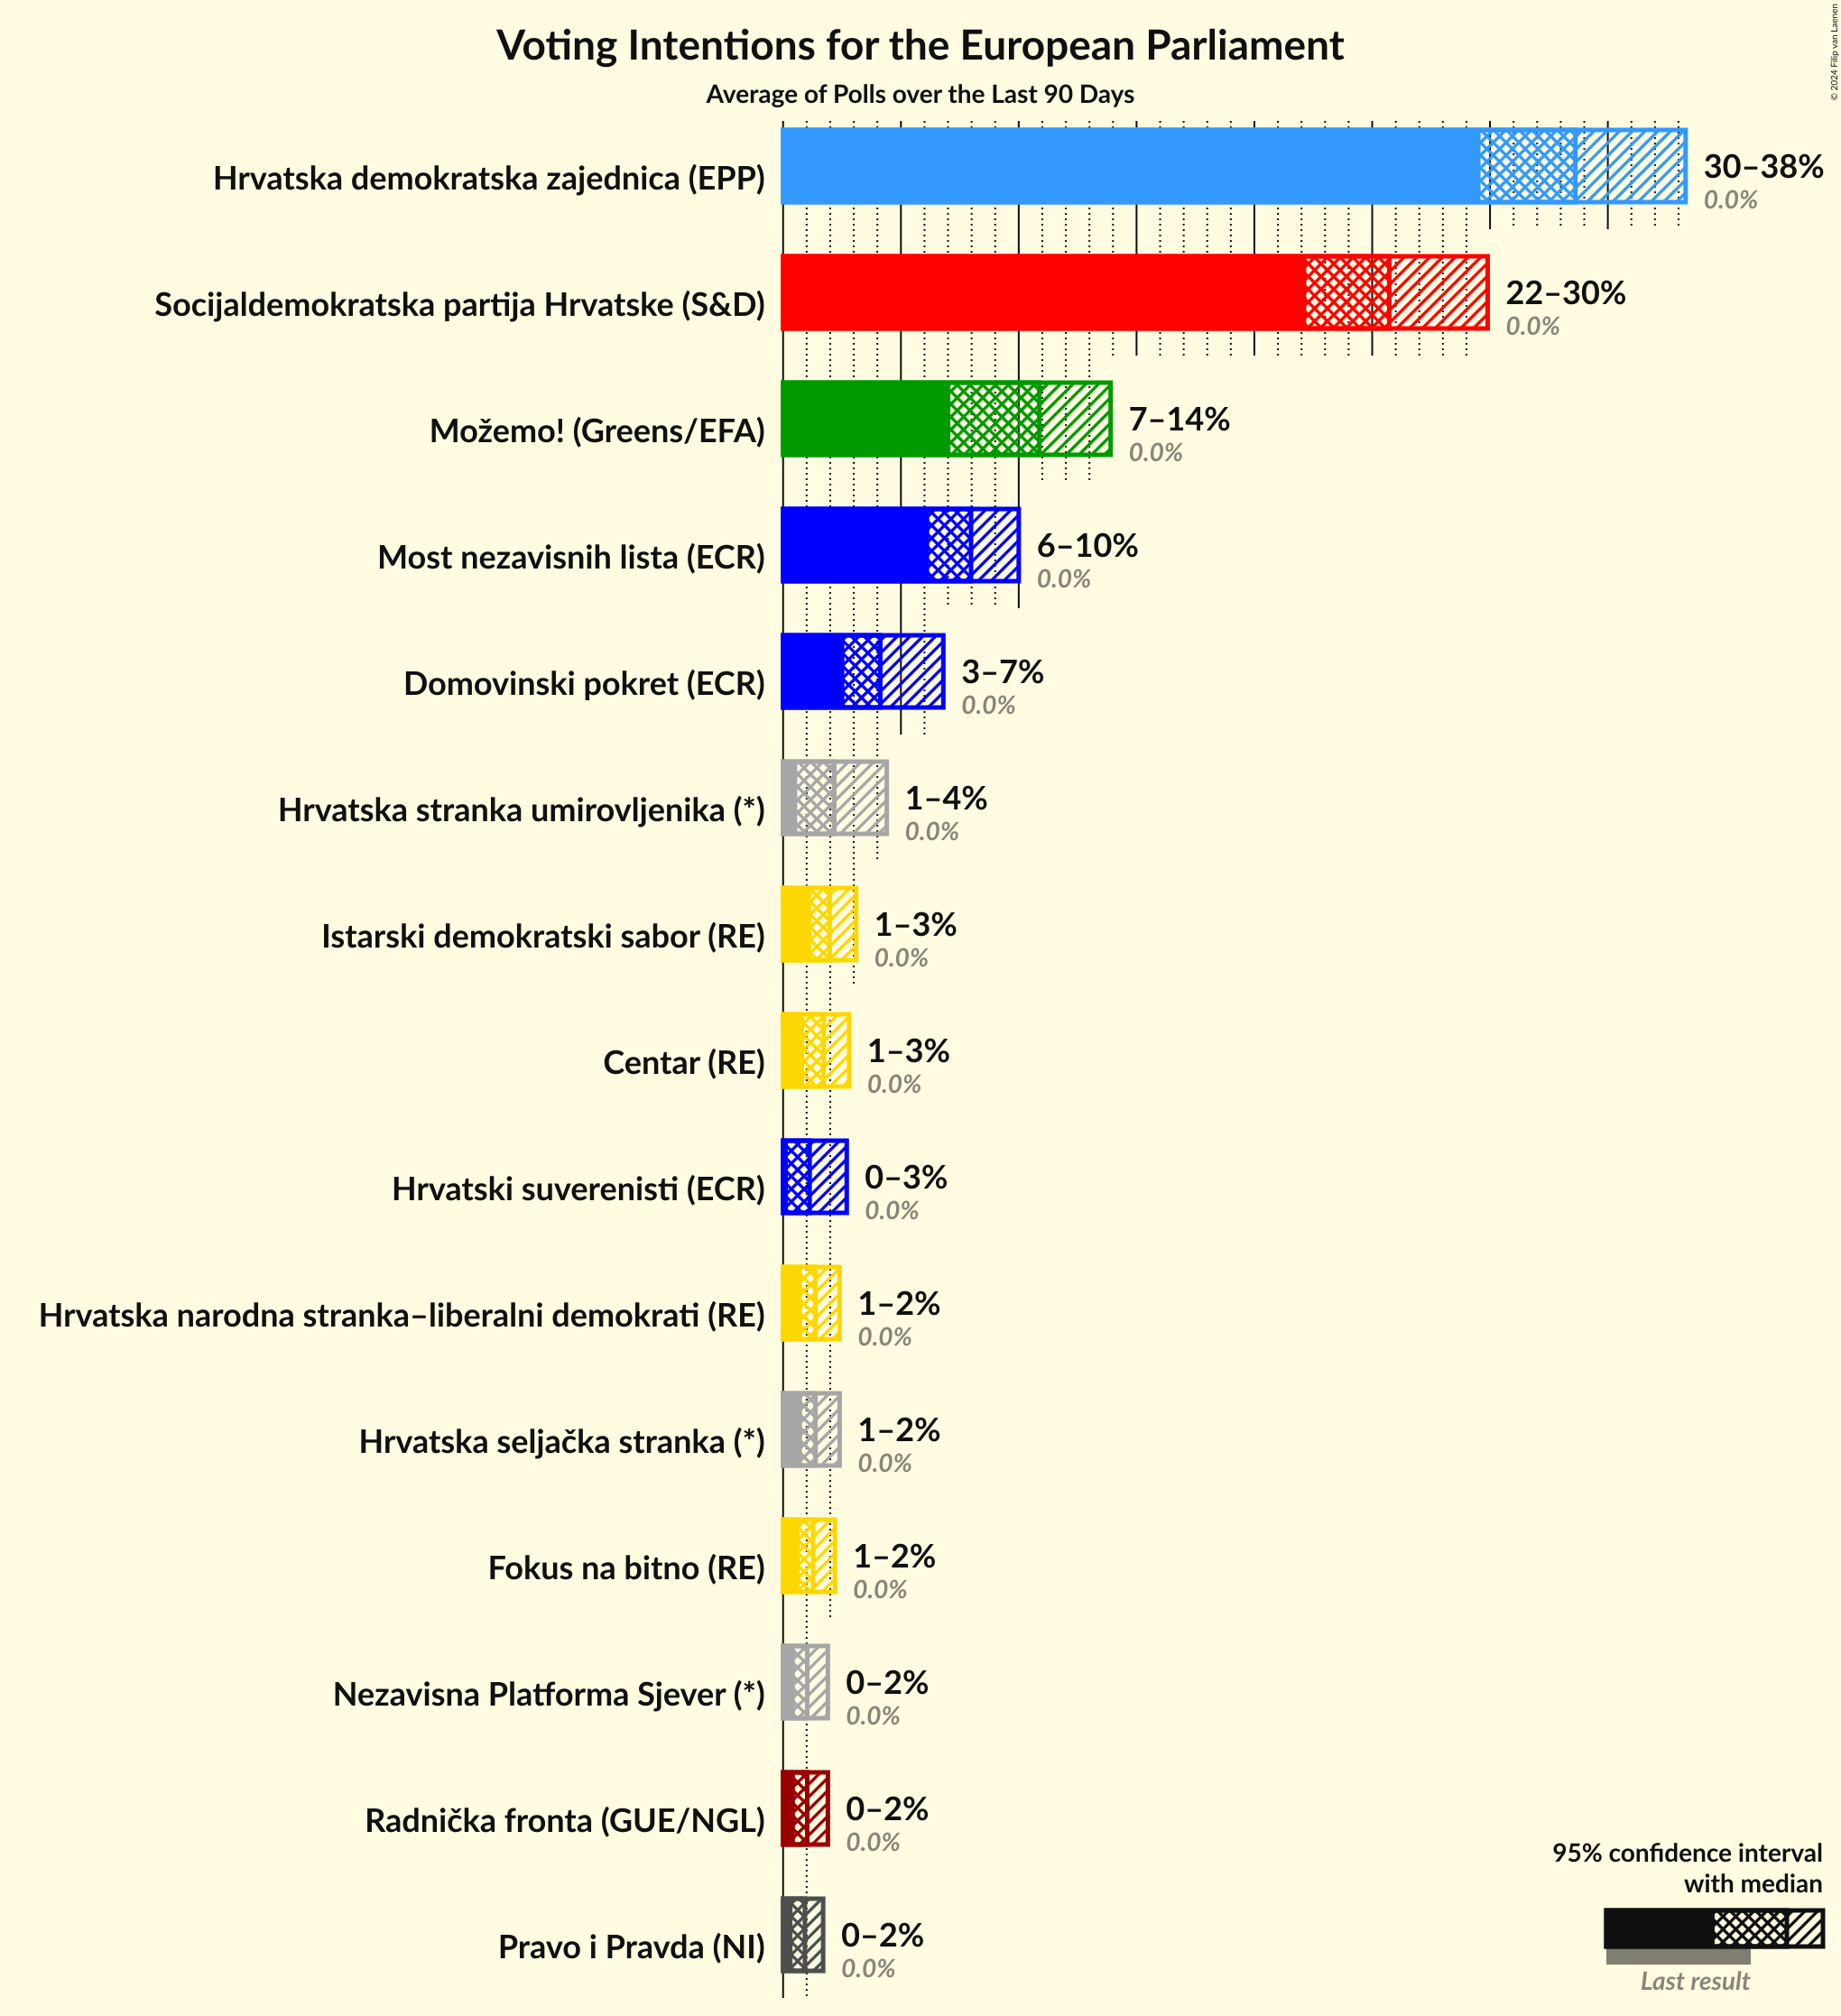 Voting Intentions for the European Parliament
Average of Polls over the Last 90 Days
© 2024 Filip van Laenen
Hrvatska demokratska zajednica (EPP)
30–38%
0.0%
Socijaldemokratska partija Hrvatske (S&D)
22–30%
0.0%
Možemo! (Greens/EFA)
7–14%
0.0%
Most nezavisnih lista (ECR)
6–10%
0.0%
Domovinski pokret (ECR)
3–7%
0.0%
Hrvatska stranka umirovljenika (*)
1–4%
0.0%
Istarski demokratski sabor (RE)
1–3%
0.0%
Centar (RE)
1–3%
0.0%
Hrvatski suverenisti (ECR)
0–3%
0.0%
Hrvatska narodna stranka–liberalni demokrati (RE)
1–2%
0.0%
Hrvatska seljačka stranka (*)
1–2%
0.0%
Fokus na bitno (RE)
1–2%
0.0%
Nezavisna Platforma Sjever (*)
0–2%
0.0%
Radnička fronta (GUE/NGL)
0–2%
0.0%
Pravo i Pravda (NI)
0–2%
0.0%
95% confidence interval
with median
Last result